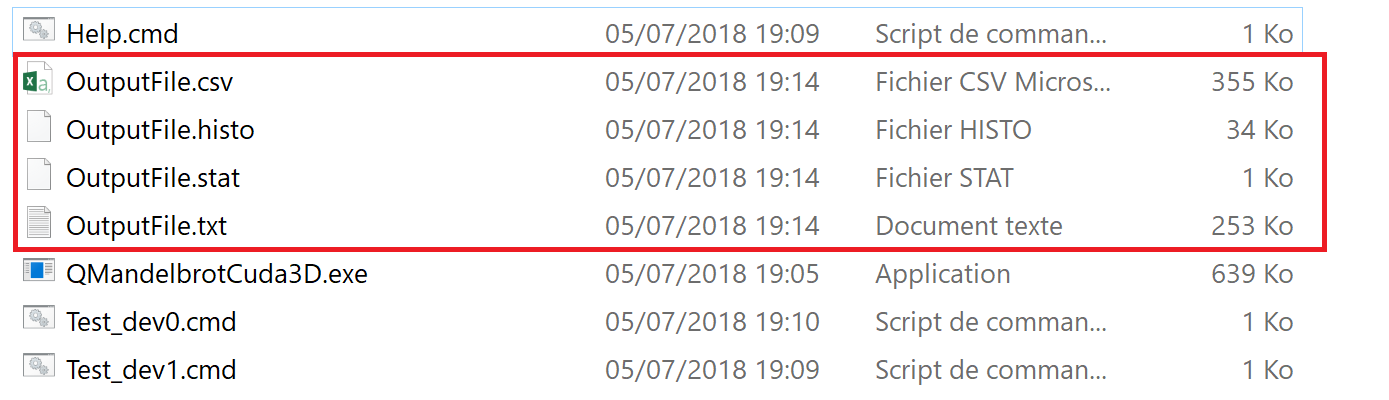 Help.cmd 05/07/2018 19:09 Script de comman... 1 Ko
OutputFile.csv 05/07/2018 19:14 Fichier CSV Micros... 355 Ko
OutputFile.histo 05/07/2018 19:14 Fichier HISTO 34 Ko
OutputFile.stat 05/07/2018 19:14 Fichier STAT 1 Ko
OutputFile.txt 05/07/2018 19:14 Document texte 253 Ko
QMandelbrotCuda3D.exe 05/07/2018 19:05 Application 639 Ko
Test_dev0.cmd 05/07/2018 19:10 Script de comman... 1 Ko
Test_dev1.cmd 05/07/2018 19:09 Script de comman... 1 Ko